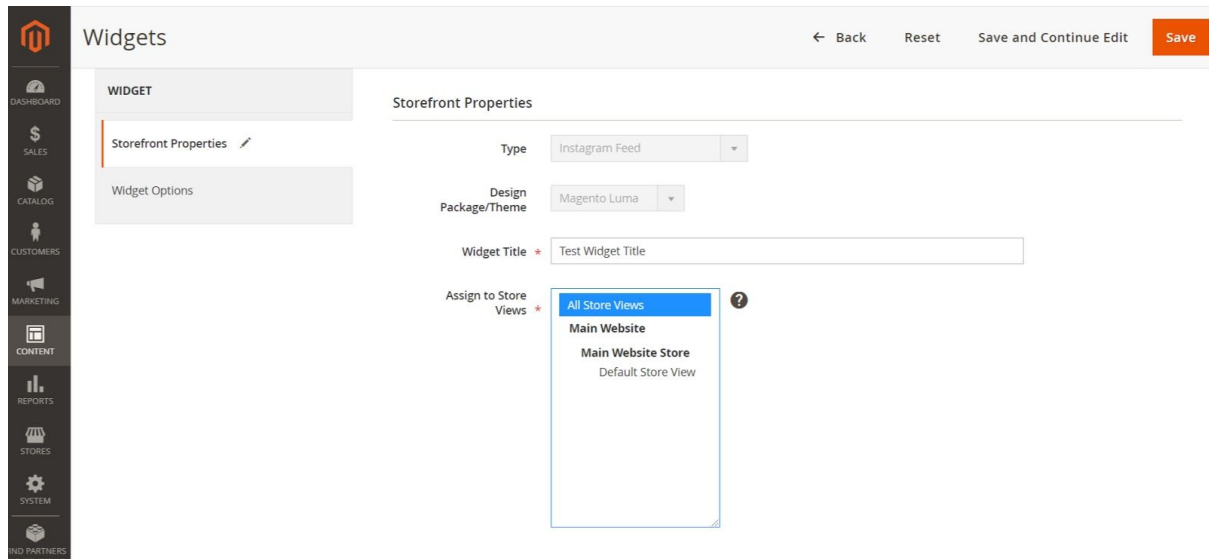 Widgets
← Back
Reset
Save and Continue Edit
Save
DASHBOARD
SALES
CATALOG
CUSTOMERS
MARKETING
CONTENT
REPORTS
STORES
SYSTEM
IND PARTNERS
WIDGET
Storefront Properties
Widget Options
Storefront Properties
Type
Instagram Feed
Design
Package/Theme
Magento Luma
Widget Title *
Test Widget Title
Assign to Store
Views *
All Store Views
Main Website
Main Website Store
Default Store View
?